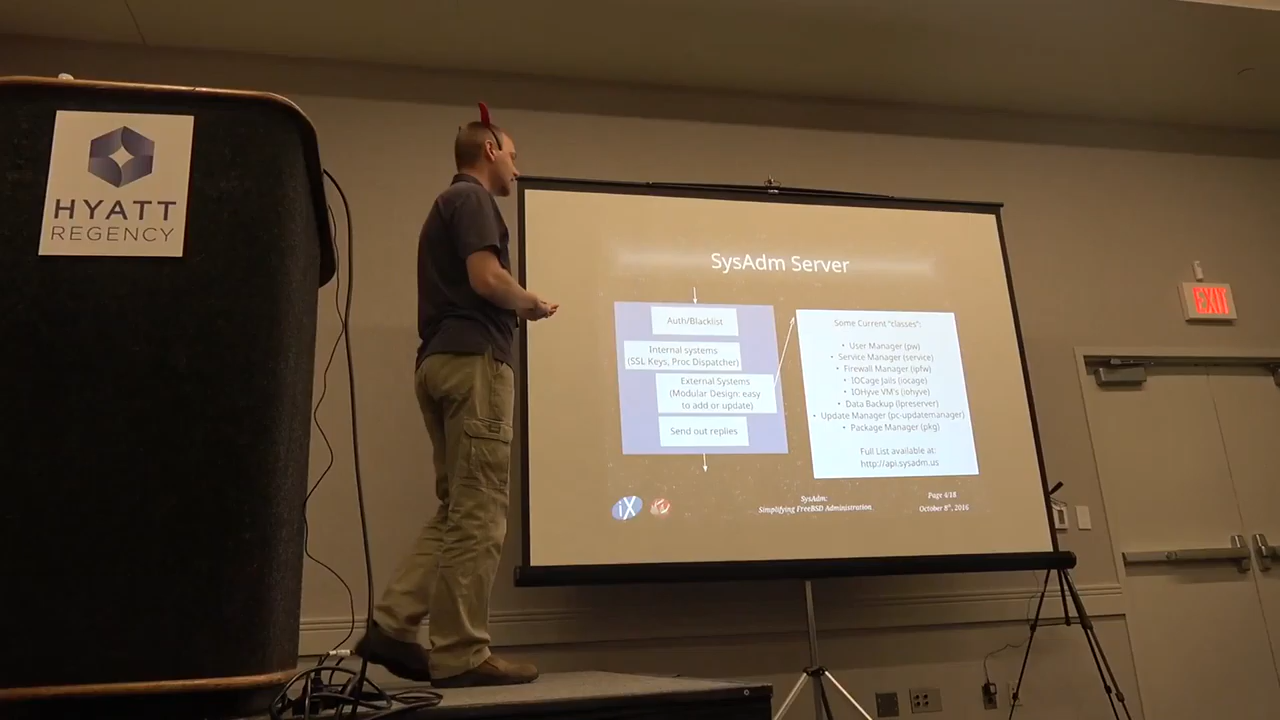 HYATT
REGENCY
SysAdm Server
Auth/Blacklist
Internal systems
(SSL Keys, Proc Dispatcher)
External Systems
(Modular Design: easy
to add or update)
Send out replies
Some Current "classes":
• User Manager (pw)
• Service Manager (service)
• Firewall Manager (ipfw)
• IOCage Jails (iocage)
• IOHyve VM's (iohyve)
• Data Backup (lpreserver)
• Update Manager (pc-updatemanager)
• Package Manager (pkg)
Full List available at:
http://api.sysadm.us
iX
SysAdm:
Simplifying FreeBSD Administration
Page 4/18
October 8th, 2016
EXIT